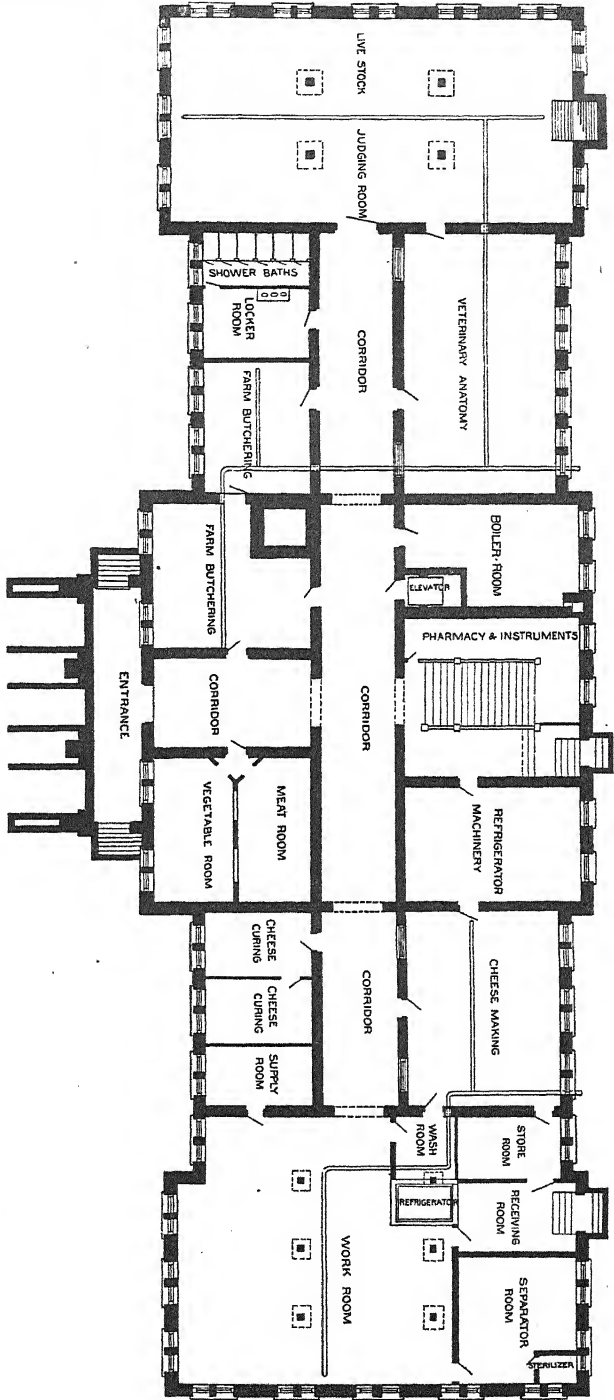 LIVE STOCK
JUDGING ROOM
SHOWER BATHS
LOCKER
ROOM
FARM BUTCHERING
CORRIDOR
VETERINARY ANATOMY
FARM BUTCHERING
BOILER-ROOM
ELEVATOR
PHARMACY & INSTRUMENTS
ENTRANCE
CORRIDOR
CORRIDOR
VEGETABLE ROOM
MEAT ROOM
REFRIGERATOR
MACHINERY
CHEESE
CURING
CHEESE
CURING
SUPPLY
ROOM
CORRIDOR
CHEESE MAKING
WASH
ROOM
STORE
ROOM
REFRIGERATOR
RECEIVING
ROOM
WORK ROOM
SEPARATOR
ROOM
STERILIZER